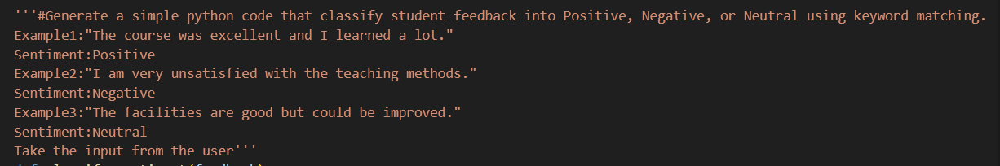 '''#Generate a simple python code that classify student feedback into Positive, Negative, or Neutral using keyword matching.
Example1:"The course was excellent and I learned a lot."
Sentiment:Positive
Example2:"I am very unsatisfied with the teaching methods."
Sentiment:Negative
Example3:"The facilities are good but could be improved."
Sentiment:Neutral
Take the input from the user'''